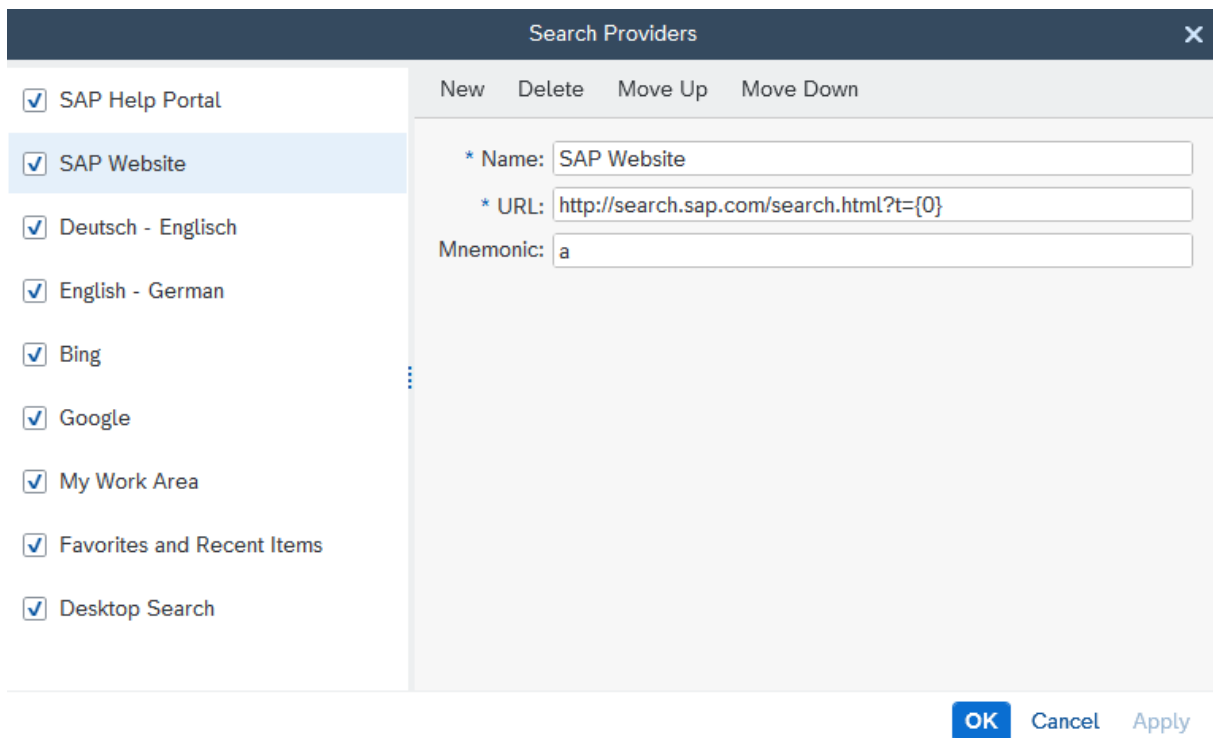 Search Providers
SAP Help Portal
SAP Website
Deutsch - Englisch
English - German
Bing
Google
My Work Area
Favorites and Recent Items
Desktop Search
New Delete Move Up Move Down
* Name: SAP Website
* URL: http://search.sap.com/search.html?t={0}
Mnemonic: a
OK Cancel Apply